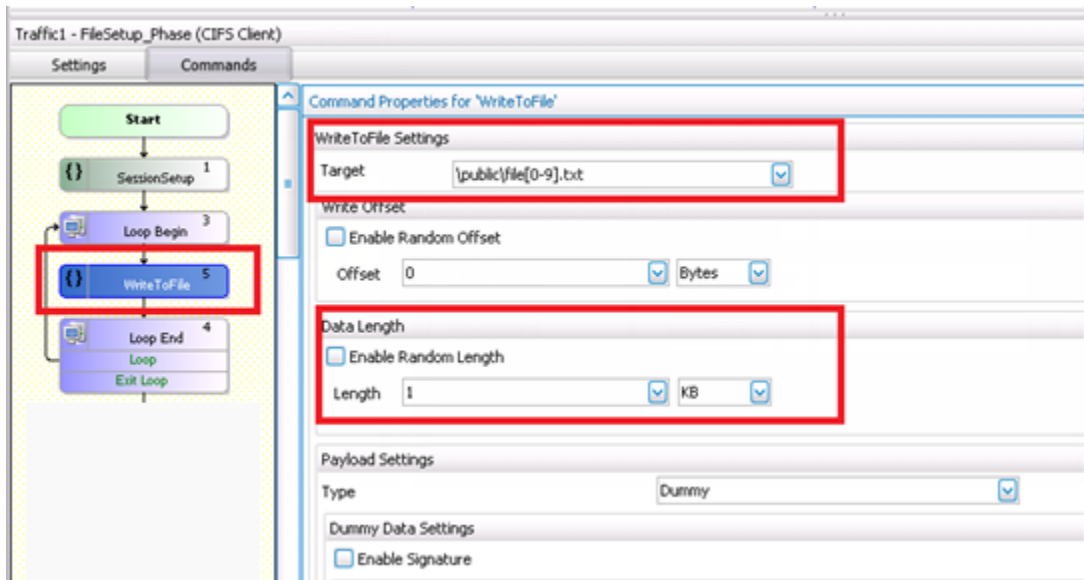 Traffic1 - FileSetup_Phase (CIFS Client)
Settings Commands
Start
{} SessionSetup 1
Loop Begin 3
{} WriteToFile 5
Loop End 4
Loop
Exit Loop
Command Properties for 'WriteToFile'
WriteToFile Settings
Target \public\file[0-9].txt
Write Offset
Enable Random Offset
Offset 0 Bytes
Data Length
Enable Random Length
Length 1 KB
Payload Settings
Type Dummy
Dummy Data Settings
Enable Signature